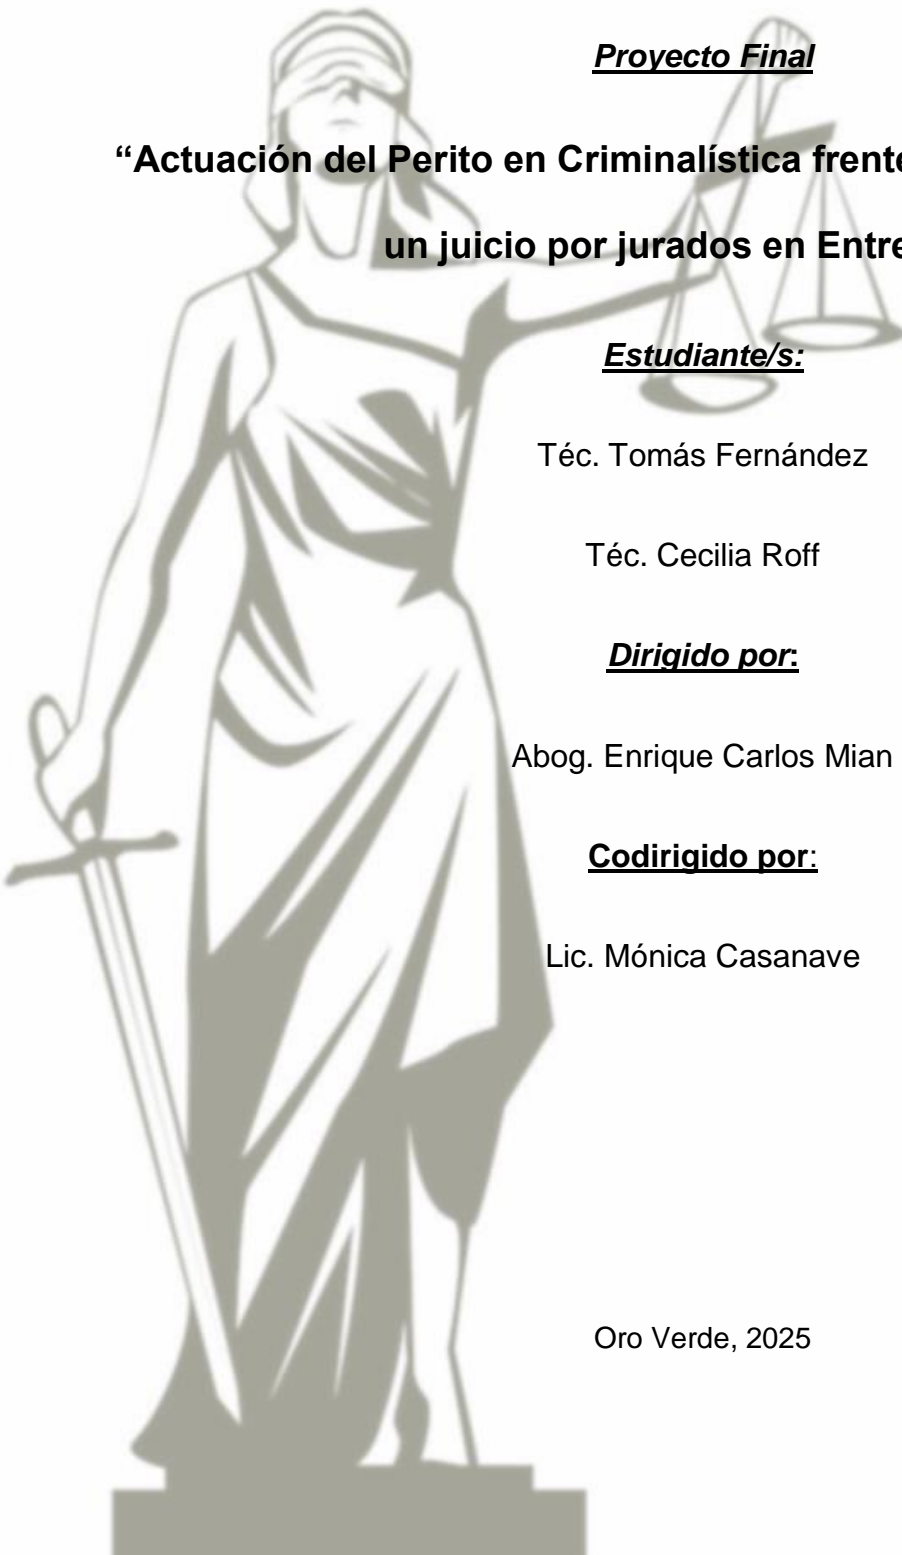 Proyecto Final
“Actuación del Perito en Criminalística frente
un juicio por jurados en Entre
Estudiante/s:
Téc. Tomás Fernández
Téc. Cecilia Roff
Dirigido por:
Abog. Enrique Carlos Mian
Codirigido por:
Lic. Mónica Casanave
Oro Verde, 2025